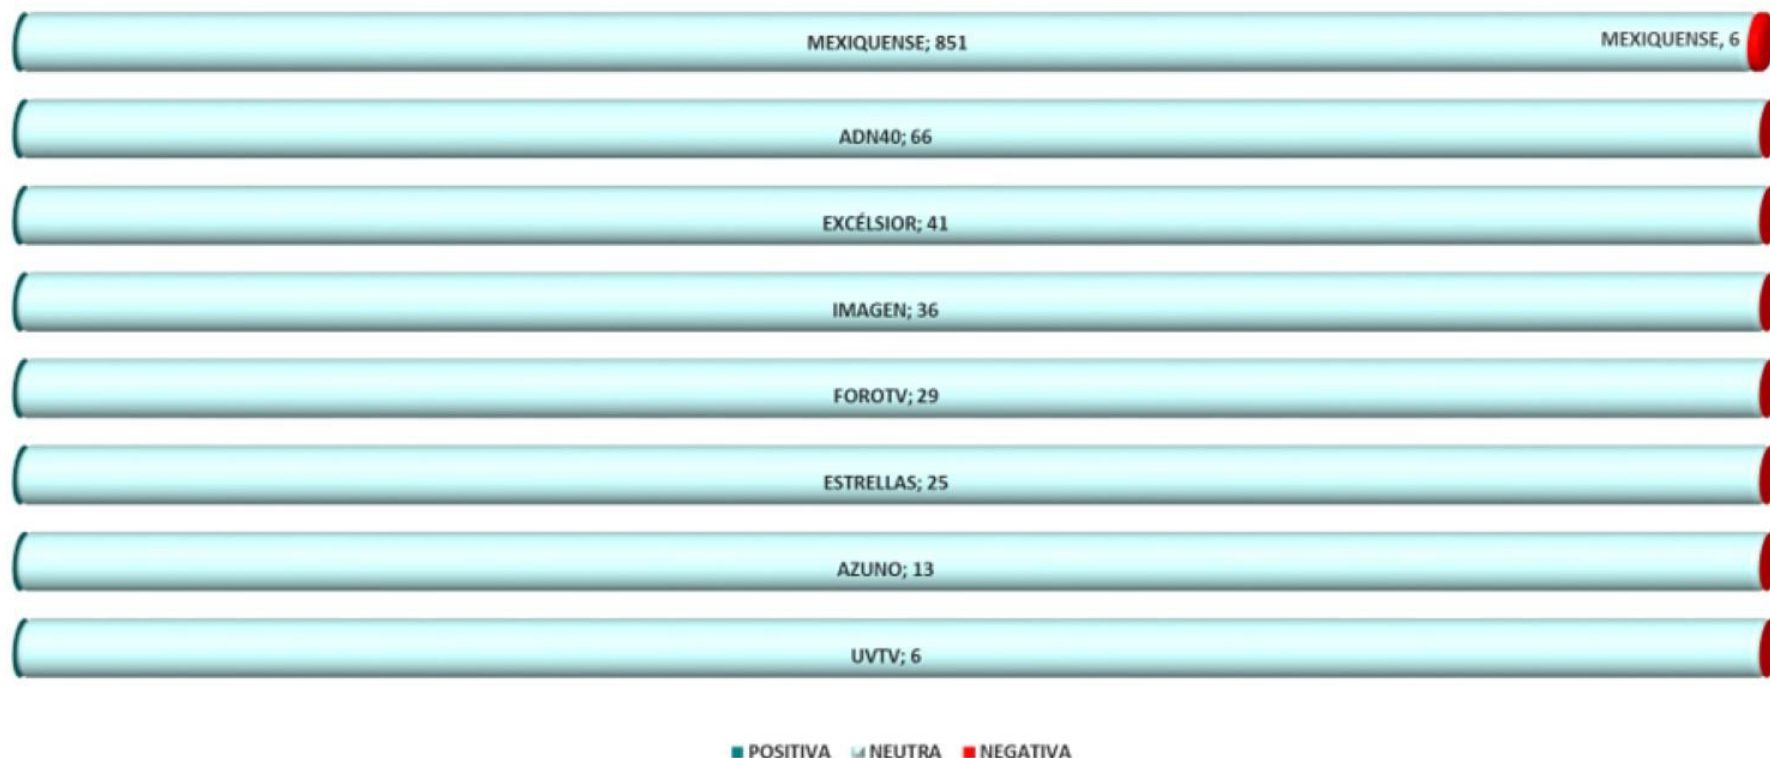 MEXIQUENSE; 851
MEXIQUENSE, 6
ADN40; 66
EXCÉLSIOR; 41
IMAGEN; 36
FOROTV; 29
ESTRELLAS; 25
AZUNO; 13
UVTV; 6
POSITIVA NEUTRA NEGATIVA